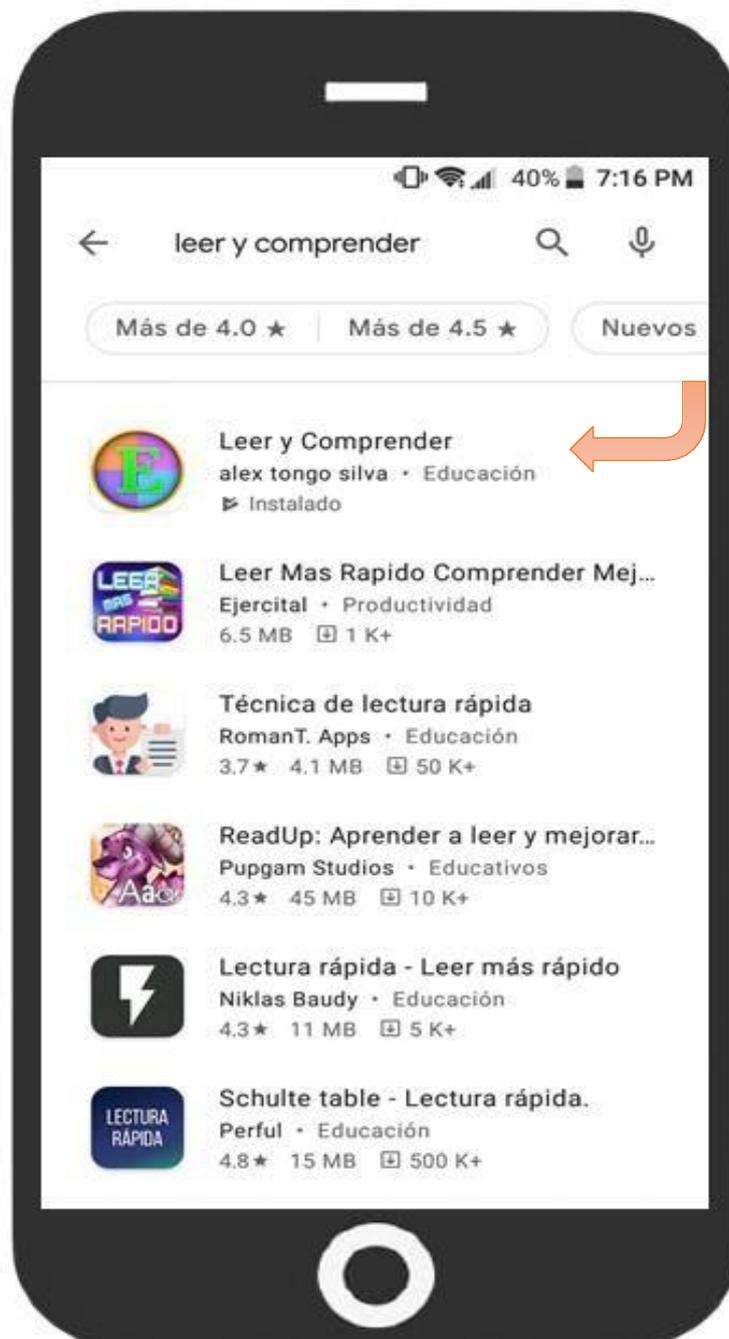 40% 7:16 PM
leer y comprender
Más de 4.0 ★ Más de 4.5 ★ Nuevos
E
Leer y Comprender
alex tongo silva • Educación
Instalado
LEER
MAS
RAPIDO
Leer Mas Rapido Comprender Mej...
Ejercital • Productividad
6.5 MB 1 K+
Técnica de lectura rápida
RomanT. Apps • Educación
3.7★ 4.1 MB 50 K+
ReadUp: Aprender a leer y mejorar...
Pupgam Studios • Educativos
4.3★ 45 MB 10 K+
Lectura rápida - Leer más rápido
Niklas Baudy • Educación
4.3★ 11 MB 5 K+
LECTURA
RÁPIDA
Schulte table - Lectura rápida.
Perful • Educación
4.8★ 15 MB 500 K+